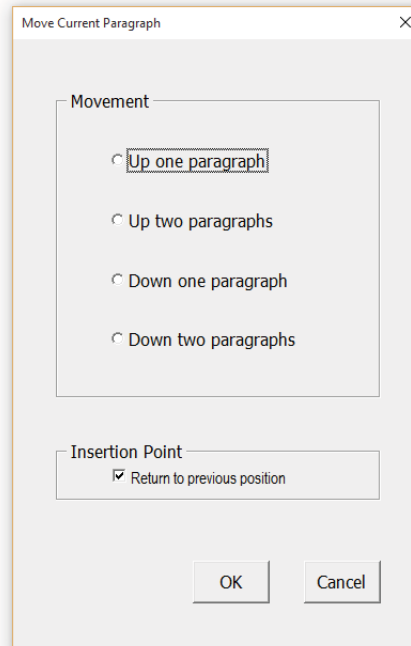 Move Current Paragraph
Movement
Up one paragraph
Up two paragraphs
Down one paragraph
Down two paragraphs
Insertion Point
Return to previous position
OK Cancel